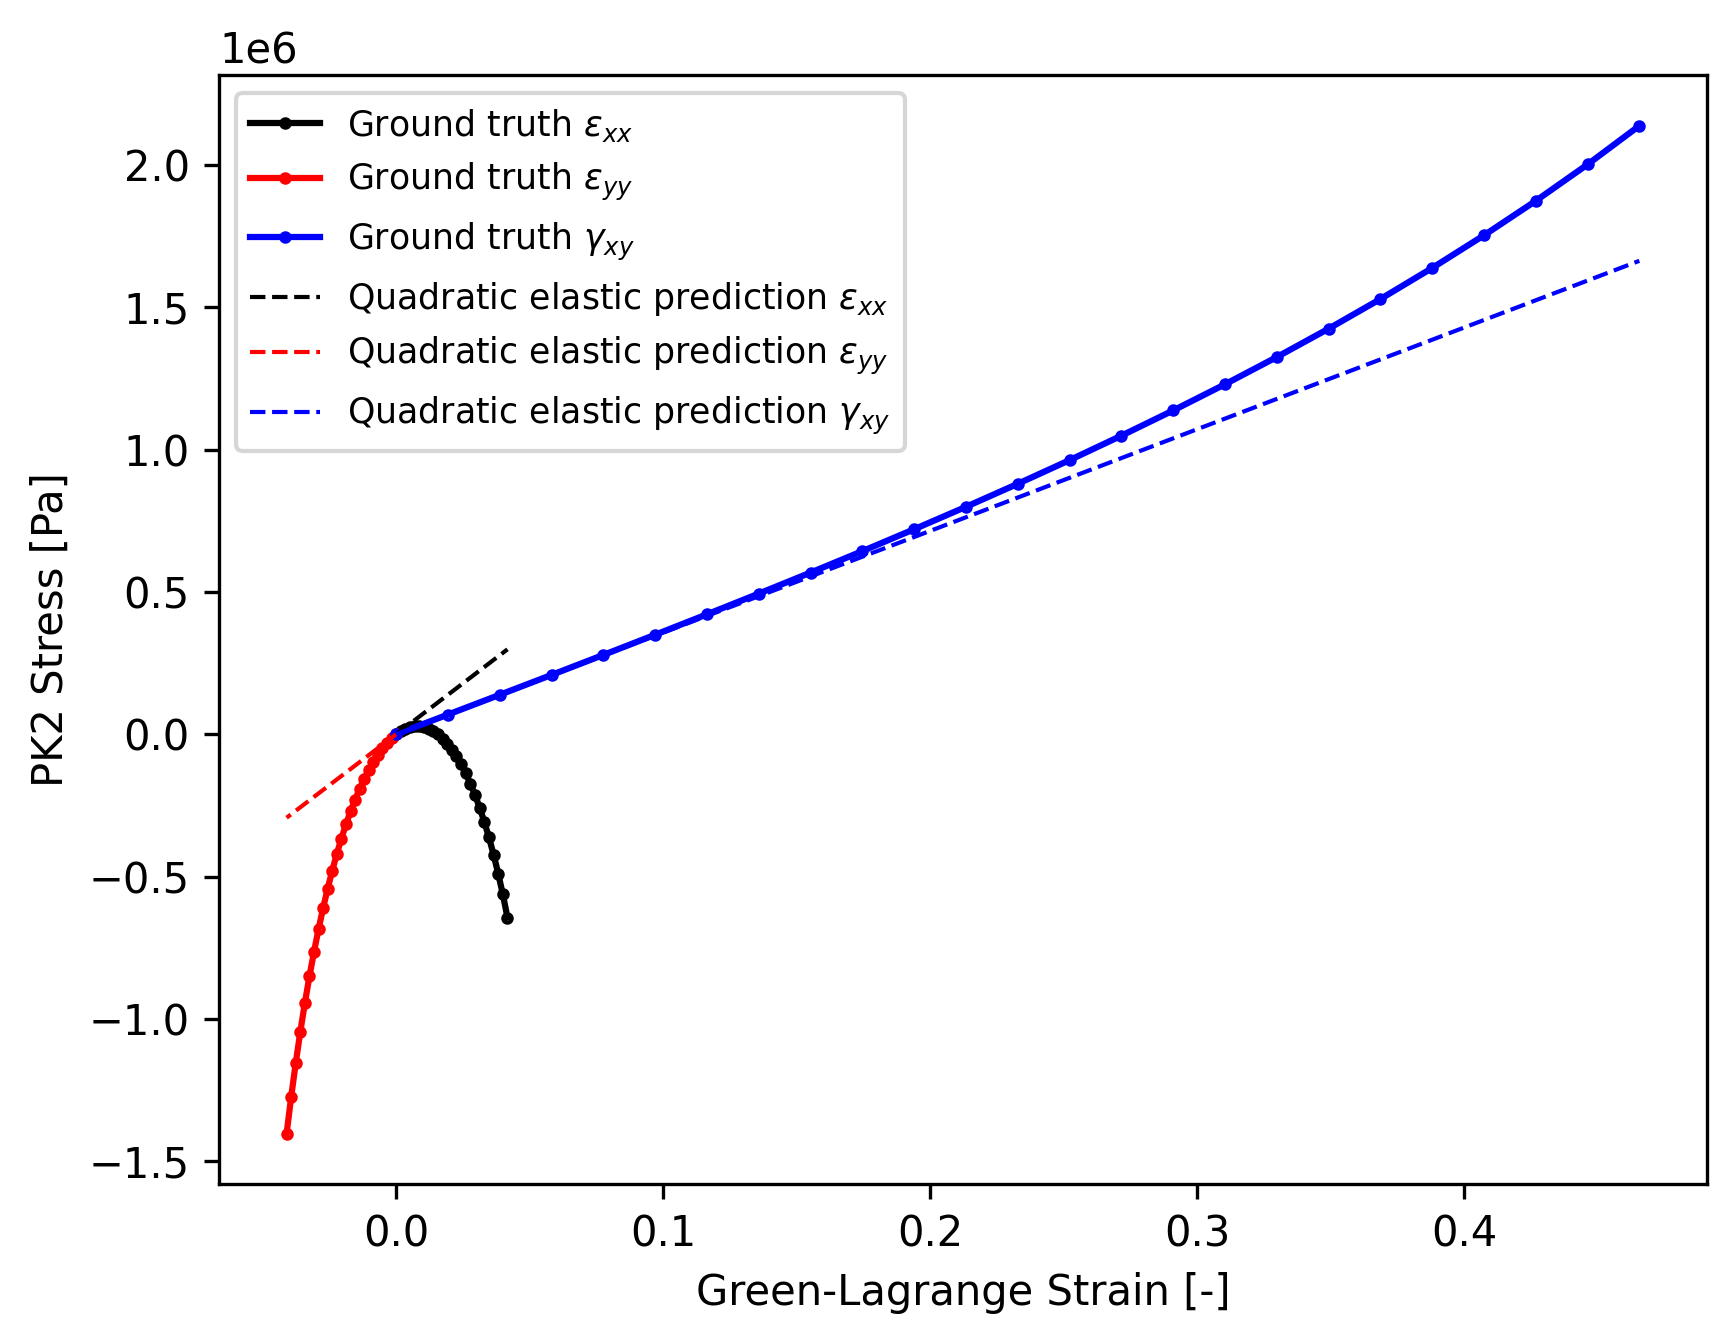 1e6
Ground truth εxx
Ground truth εyy
Ground truth γxy
Quadratic elastic prediction εxx
Quadratic elastic prediction εyy
Quadratic elastic prediction γxy
2.0
1.5
1.0
0.5
0.0
−0.5
−1.0
−1.5
PK2 Stress [Pa]
0.0 0.1 0.2 0.3 0.4
Green-Lagrange Strain [-]